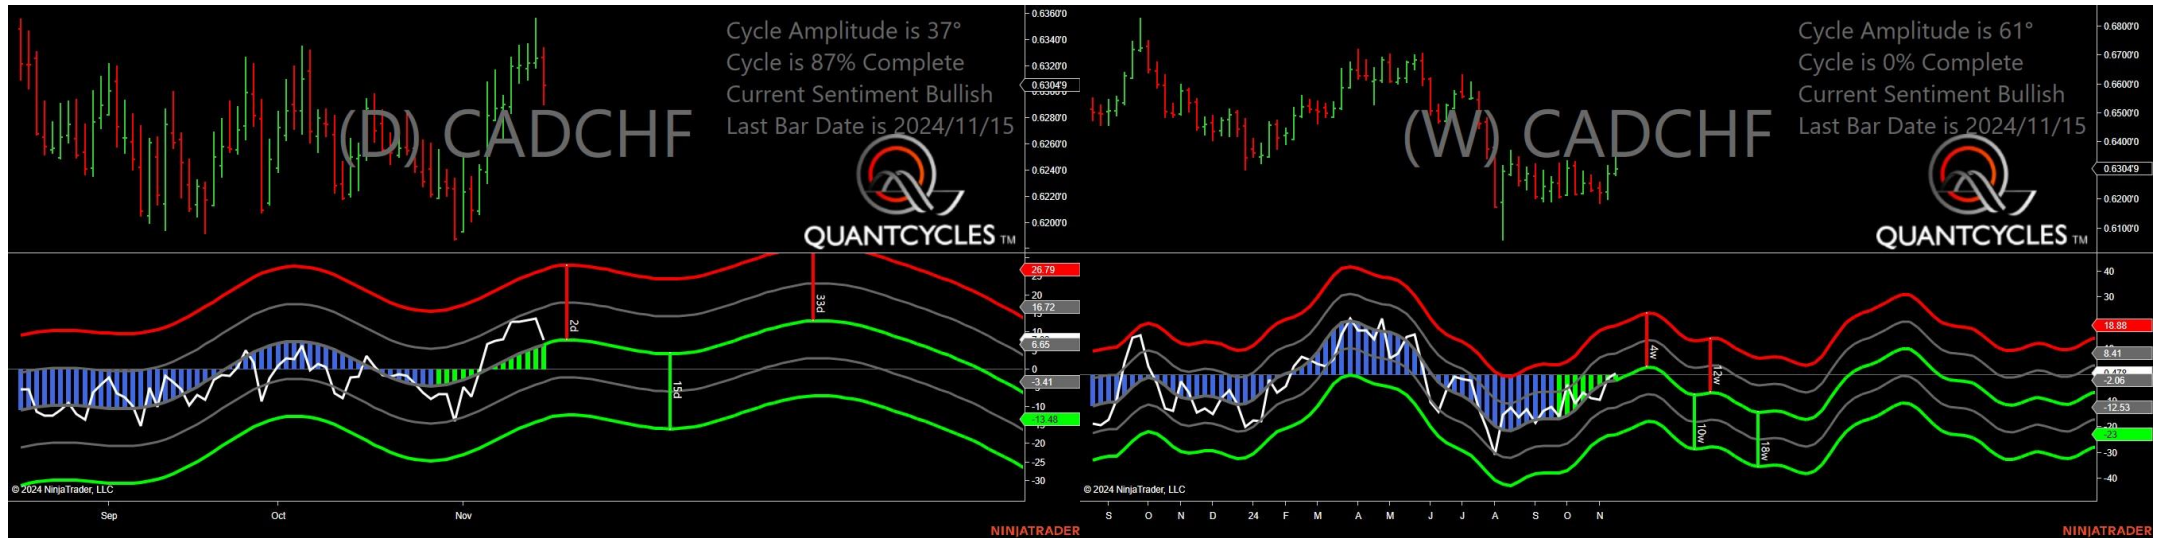 Cycle Amplitude is 37°
Cycle is 87% Complete
Current Sentiment Bullish
Last Bar Date is 2024/11/15
(D) CADCHF
QUANTCYCLES TM
0.6360'0
0.6340'0
0.6320'0
0.6304'9
0.6280'0
0.6260'0
0.6240'0
0.6220'0
0.6200'0
26.79
20
16.72
10
6.65
0
-3.41
-10
-13.48
-20
-25
-30
2d
15d
33d
© 2024 NinjaTrader, LLC
Sep Oct Nov
NINJATRADER
Cycle Amplitude is 61°
Cycle is 0% Complete
Current Sentiment Bullish
Last Bar Date is 2024/11/15
(W) CADCHF
QUANTCYCLES TM
0.6800'0
0.6700'0
0.6600'0
0.6500'0
0.6400'0
0.6304'9
0.6200'0
0.6100'0
40
30
18.88
8.41
-2.06
-12.53
-23
-30
-40
4w
12w
10w
18w
© 2024 NinjaTrader, LLC
S O N D 24 F M A M J J A S O N
NINJATRADER